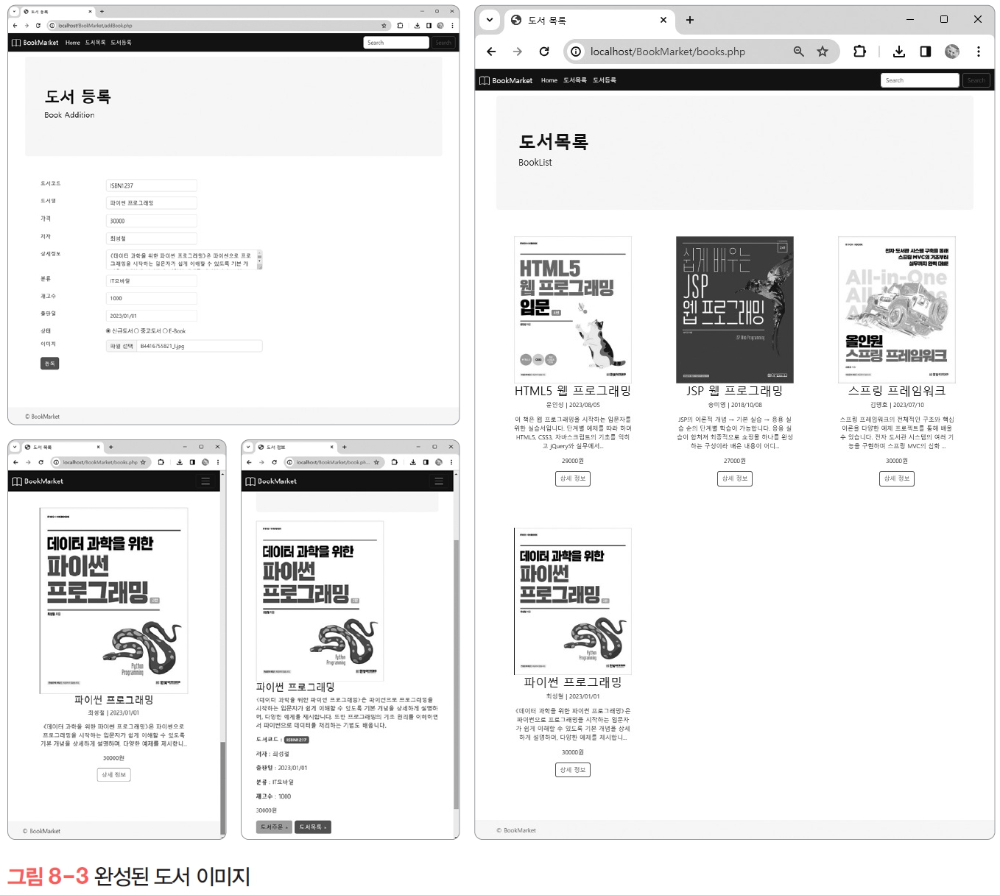 도서 등록
localhost/BookMarket/addBook.php
BookMarket Home 도서목록 도서등록 Search Search
도서 등록
Book Addition
도서코드 ISBN1237
도서명 파이썬 프로그래밍
가격 30000
저자 최성철
상세정보 《데이터 과학을 위한 파이썬 프로그래밍》은 파이썬으로 프로
그래밍을 시작하는 입문자가 쉽게 이해할 수 있도록 기본 개
분류 IT모바일
재고수 1000
출판일 2023/01/01
상태 신규도서 중고도서 E-Book
이미지 파일 선택 B4416755821_l.jpg
등록
© BookMarket
도서 목록
localhost/BookMarket/books.php
BookMarket
데이터 과학을 위한
파이썬
프로그래밍
Python
Programming
파이썬 프로그래밍
최성철 | 2023/01/01
《데이터 과학을 위한 파이썬 프로그래밍》은 파이썬으로
프로그래밍을 시작하는 입문자가 쉽게 이해할 수 있도록
기본 개념을 상세하게 설명하며, 다양한 예제를 제시합니...
30000원
상세 정보
© BookMarket
도서 정보
localhost/BookMarket/book.ph...
BookMarket
데이터 과학을 위한
파이썬
프로그래밍
Python
Programming
파이썬 프로그래밍
《데이터 과학을 위한 파이썬 프로그래밍》은 파이썬으로 프로그래밍을
시작하는 입문자가 쉽게 이해할 수 있도록 기본 개념을 상세하게 설명하
며, 다양한 예제를 제시합니다. 또한 프로그래밍의 기초 원리를 이해하면
서 파이썬으로 데이터를 처리하는 기법도 배웁니다.
도서코드 : ISBN1237
저자 : 최성철
출판일 : 2023/01/01
분류 : IT모바일
재고수 : 1000
30000원
도서주문 » 도서목록 »
도서 목록
localhost/BookMarket/books.php
BookMarket Home 도서목록 도서등록 Search Search
도서목록
BookList
HTML5
웹 프로그래밍
입문
HTML5 웹 프로그래밍
윤인성 | 2023/08/05
이 책은 웹 프로그래밍을 시작하는 입문자를
위한 실습서입니다. 단계별 예제를 따라 하며
HTML5, CSS3, 자바스크립트의 기초를 익히
고 jQuery와 실무에서...
29000원
상세 정보
쉽게 배우는
JSP
웹 프로그래밍
JSP Web Programming
JSP 웹 프로그래밍
송미영 | 2018/10/08
JSP의 이론적 개념 → 기본 실습 → 응용 실
습 순의 단계별 학습이 가능합니다. 응용 실
습이 합쳐져 최종적으로 쇼핑몰 하나를 완성
하는 구성이라 배운 내용이 어디...
27000원
상세 정보
전자 도서관 시스템 구축을 통해
스프링 MVC의 기초부터
실무까지 완벽 대비!
All-in-One
올인원
스프링 프레임워크
스프링 프레임워크
김명호 | 2023/07/10
스프링 프레임워크의 전체적인 구조와 핵심
이론을 다양한 예제 프로젝트를 통해 배울
수 있습니다. 전자 도서관 시스템의 여러 기
능을 구현하며 스프링 MVC의 심화 ...
30000원
상세 정보
데이터 과학을 위한
파이썬
프로그래밍
Python
Programming
파이썬 프로그래밍
최성철 | 2023/01/01
《데이터 과학을 위한 파이썬 프로그래밍》은
파이썬으로 프로그래밍을 시작하는 입문자
가 쉽게 이해할 수 있도록 기본 개념을 상세
하게 설명하며, 다양한 예제를 제시합니...
30000원
상세 정보
© BookMarket
그림 8-3 완성된 도서 이미지